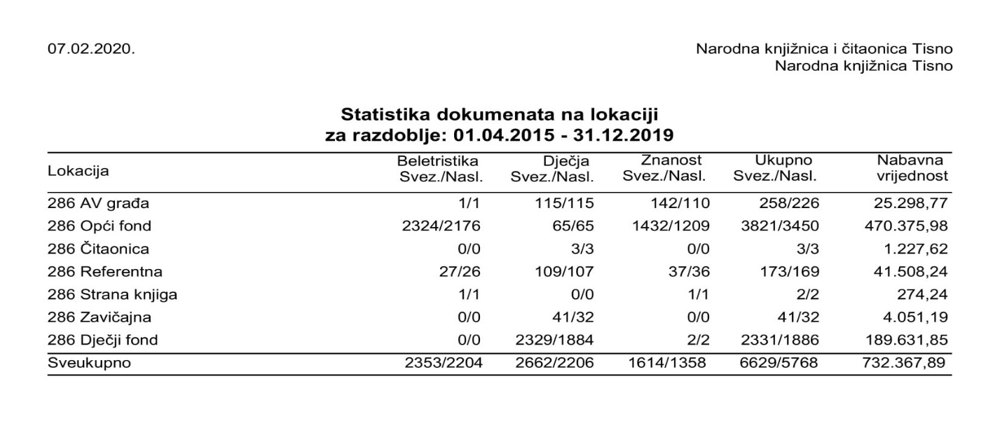 07.02.2020. Narodna knjižnica i čitaonica Tisno
Narodna knjižnica Tisno
Statistika dokumenata na lokaciji
za razdoblje: 01.04.2015 - 31.12.2019
Lokacija Beletristika Svez./Nasl. Dječja Svez./Nasl. Znanost Svez./Nasl. Ukupno Svez./Nasl. Nabavna vrijednost
286 AV građa 1/1 115/115 142/110 258/226 25.298,77
286 Opći fond 2324/2176 65/65 1432/1209 3821/3450 470.375,98
286 Čitaonica 0/0 3/3 0/0 3/3 1.227,62
286 Referentna 27/26 109/107 37/36 173/169 41.508,24
286 Strana knjiga 1/1 0/0 1/1 2/2 274,24
286 Zavičajna 0/0 41/32 0/0 41/32 4.051,19
286 Dječji fond 0/0 2329/1884 2/2 2331/1886 189.631,85
Sveukupno 2353/2204 2662/2206 1614/1358 6629/5768 732.367,89